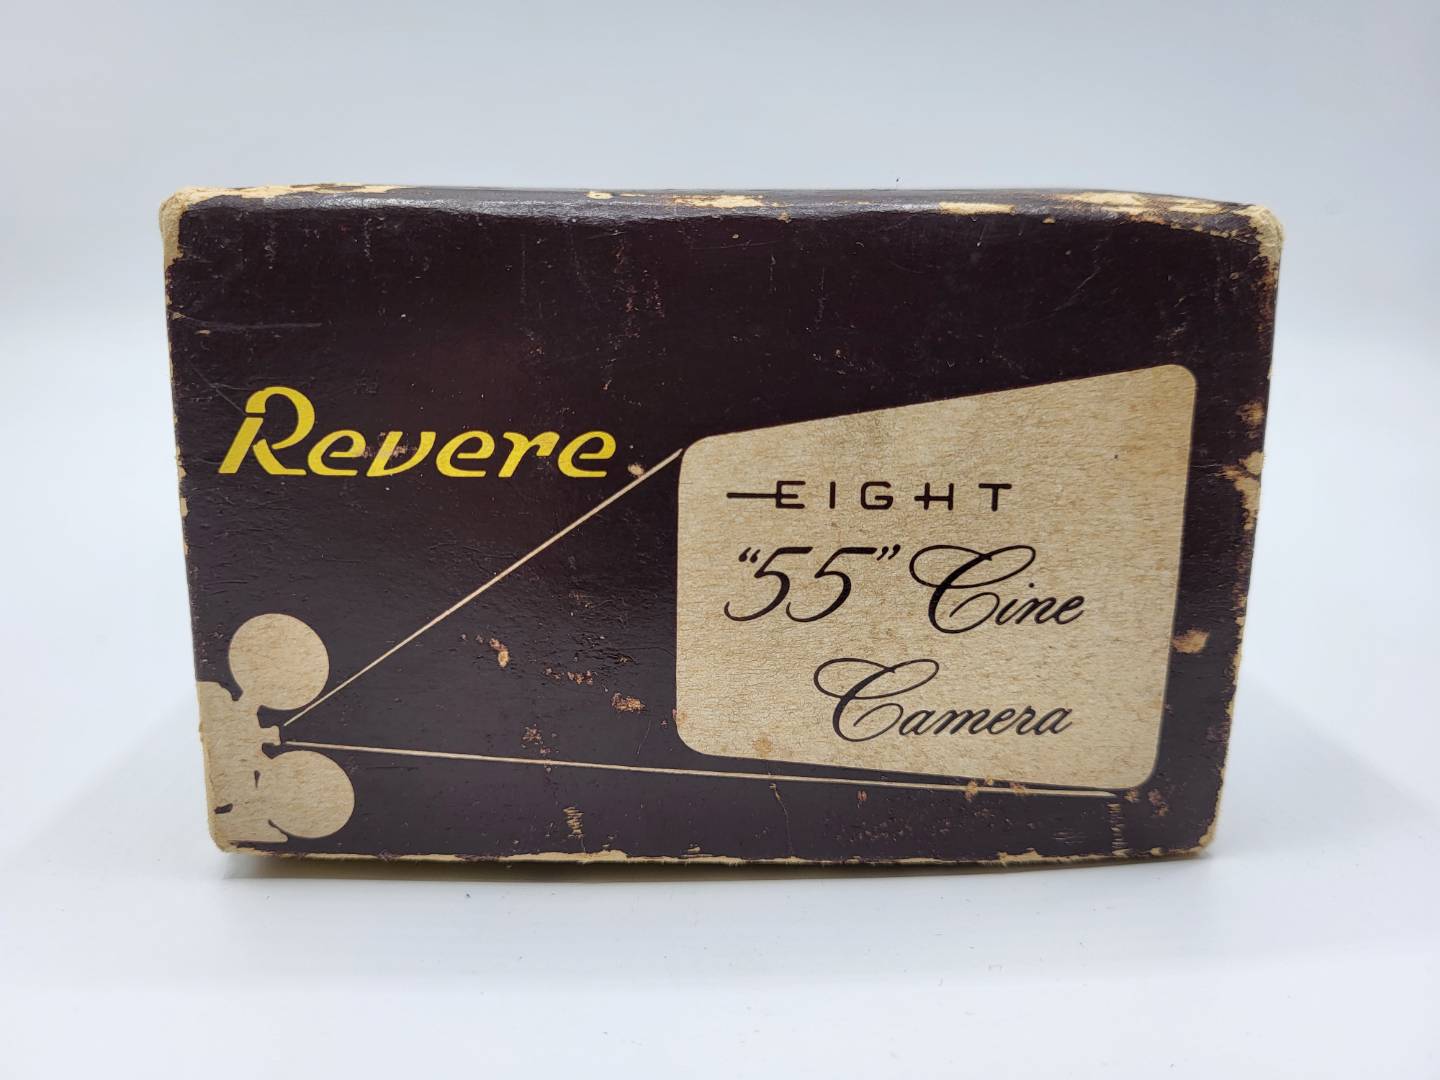 Revere
EIGHT
"55" Cine
Camera